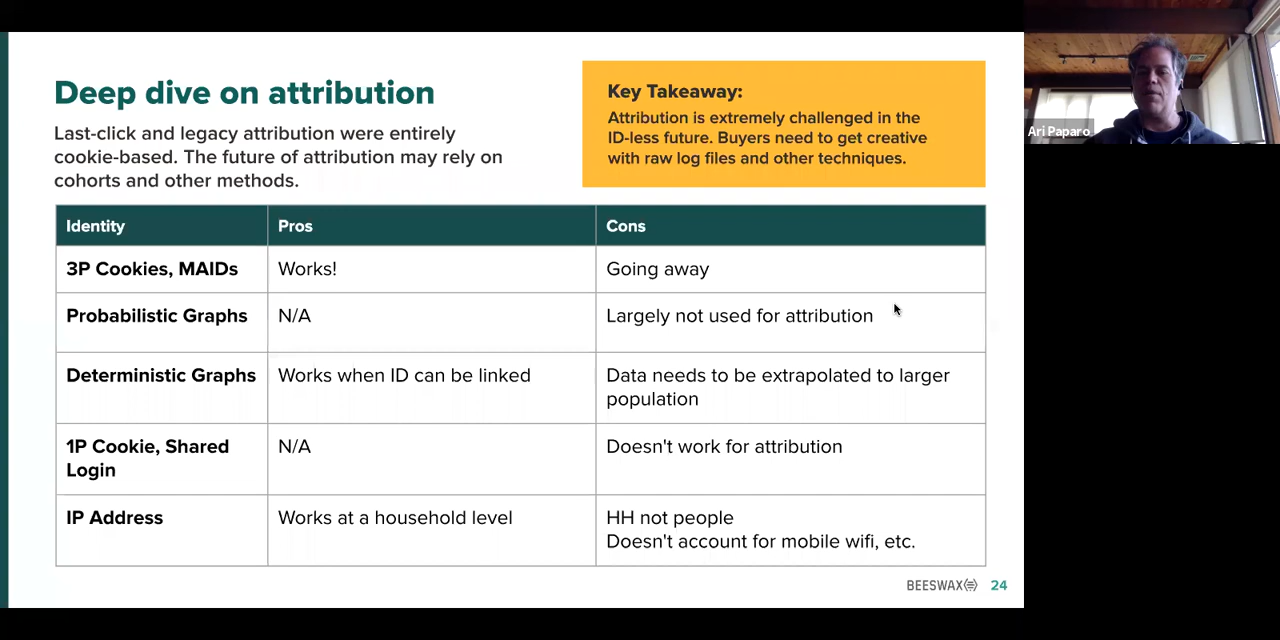 Deep dive on attribution
Last-click and legacy attribution were entirely
cookie-based. The future of attribution may rely on
cohorts and other methods.
Key Takeaway:
Attribution is extremely challenged in the
ID-less future. Buyers need to get creative
with raw log files and other techniques.
Ari Paparo
Identity Pros Cons
3P Cookies, MAIDs Works! Going away
Probabilistic Graphs N/A Largely not used for attribution
Deterministic Graphs Works when ID can be linked Data needs to be extrapolated to larger
population
1P Cookie, Shared N/A Doesn't work for attribution
Login
IP Address Works at a household level HH not people
Doesn't account for mobile wifi, etc.
BEESWAX 24